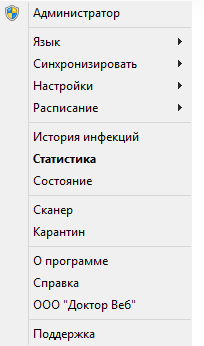 Администратор
Язык
Синхронизировать
Настройки
Расписание
История инфекций
Статистика
Состояние
Сканер
Карантин
О программе
Справка
ООО "Доктор Веб"
Поддержка